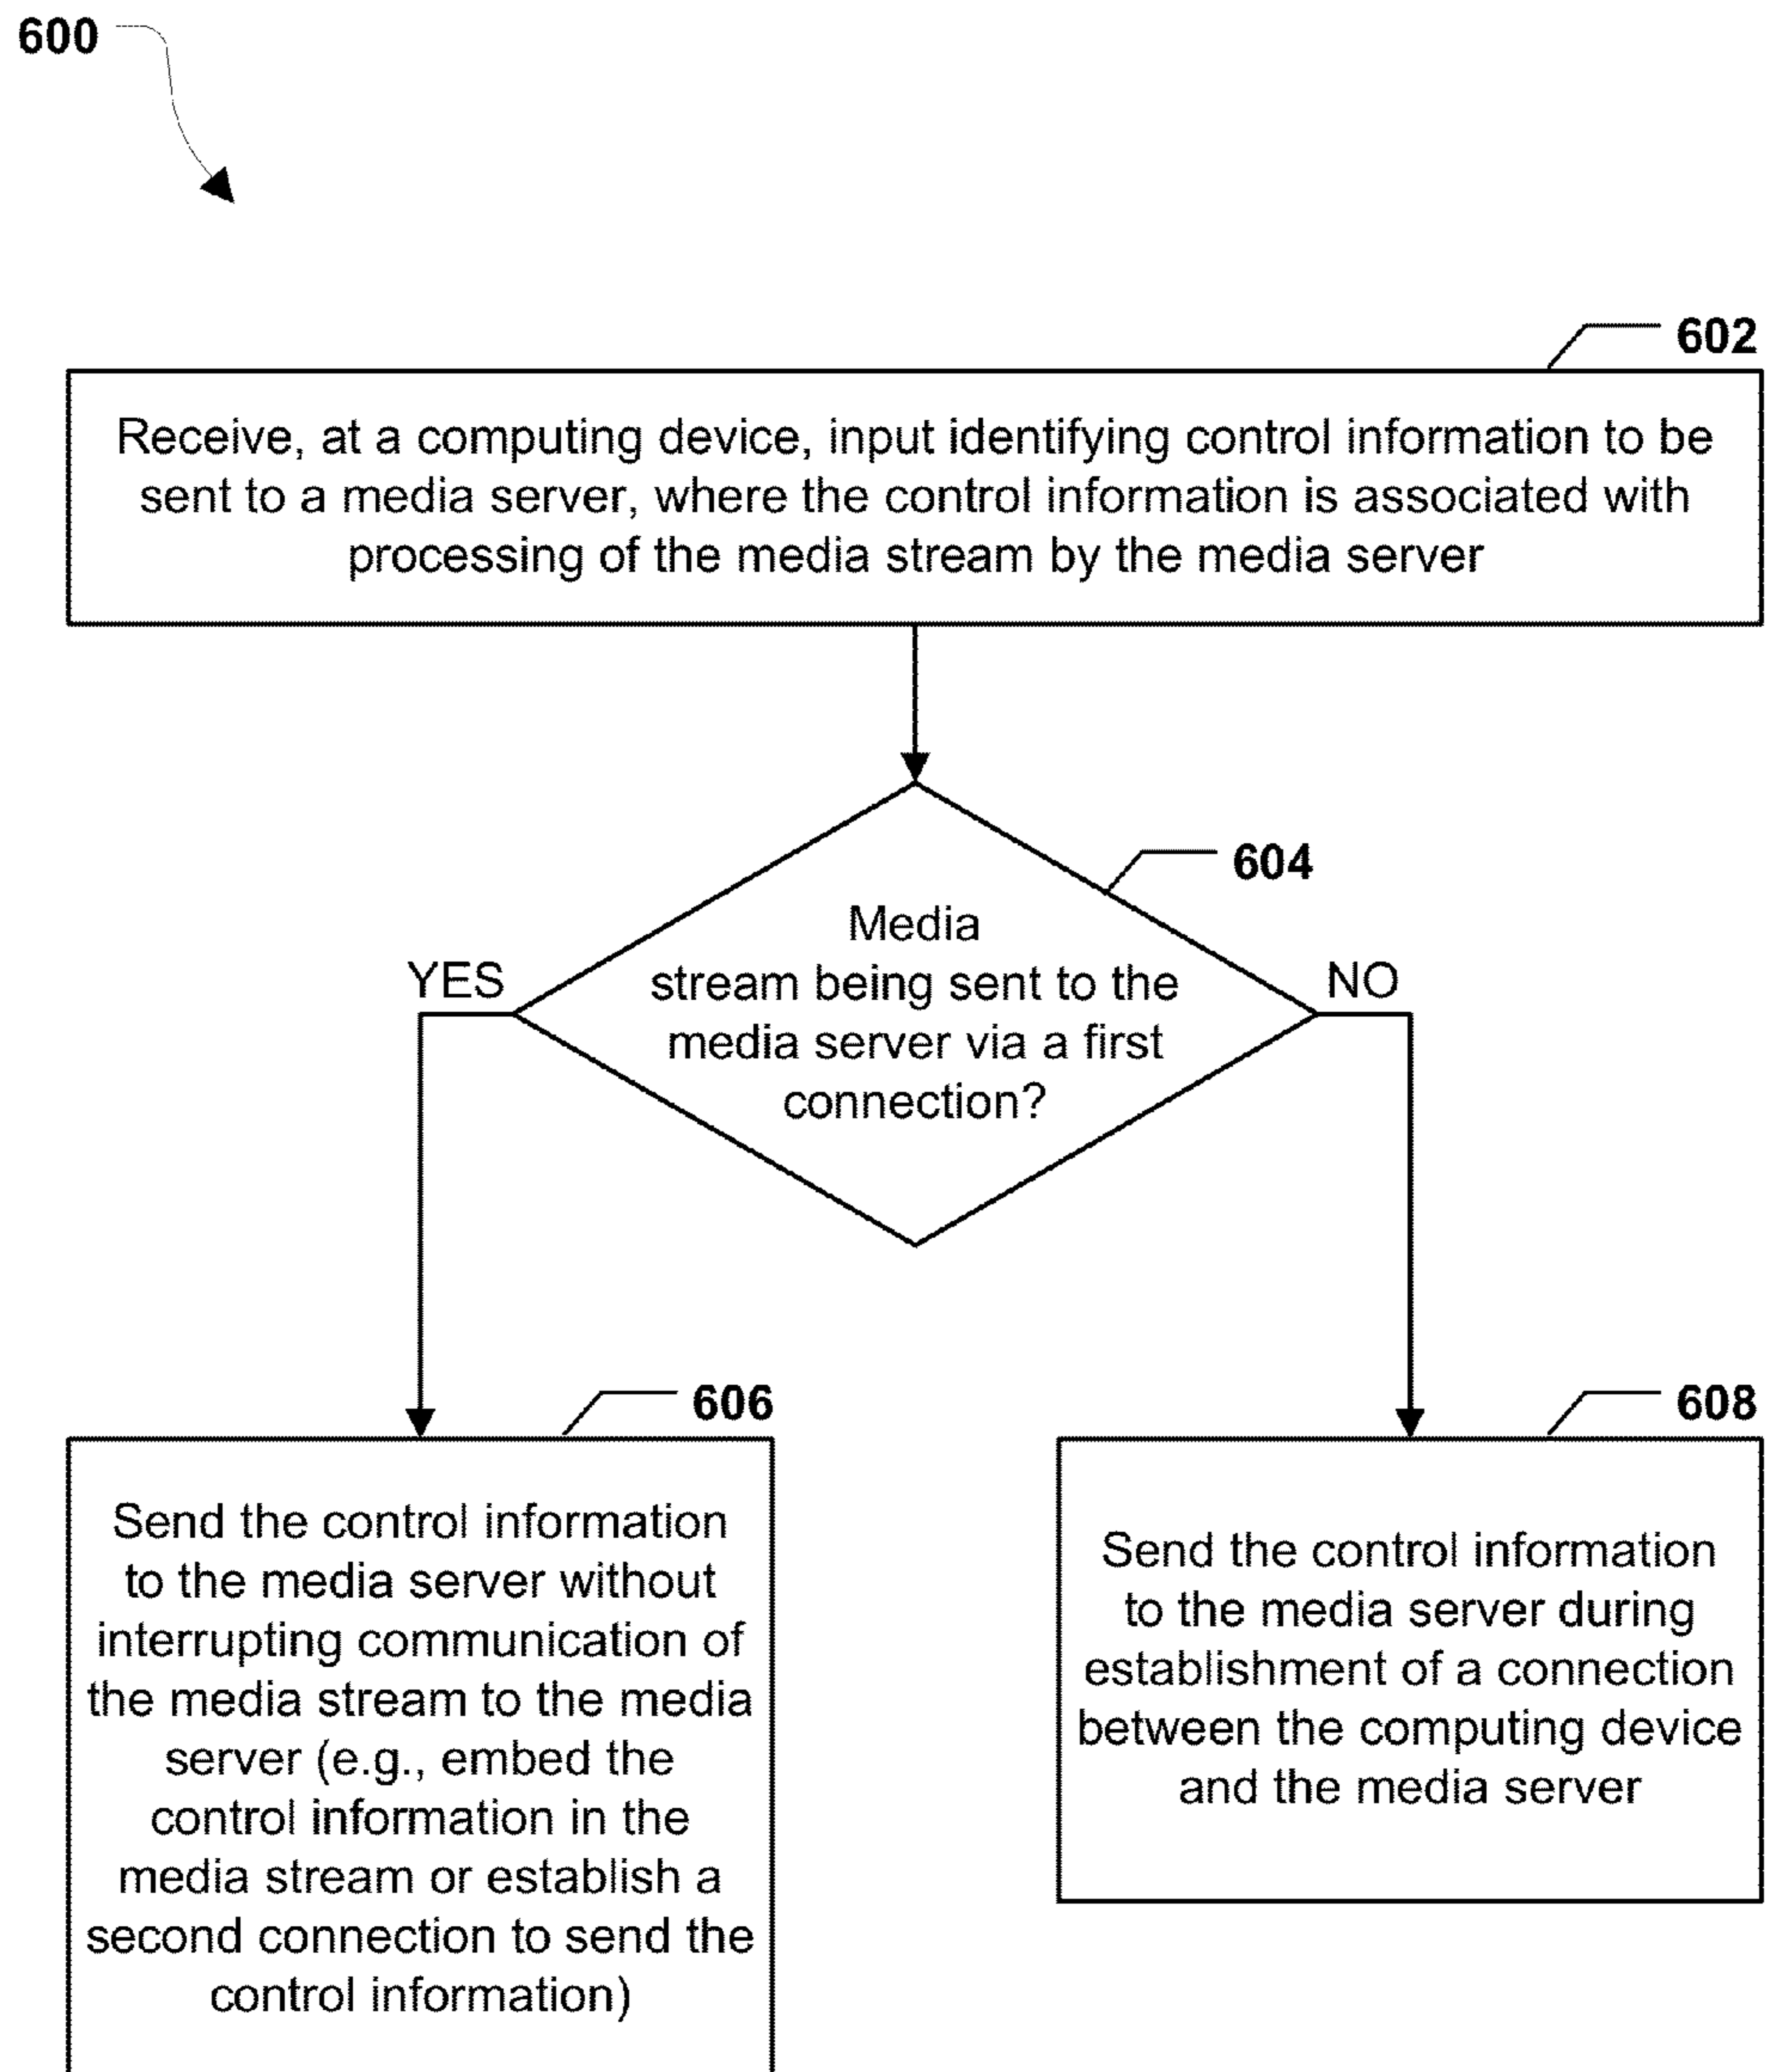 600
602
Receive, at a computing device, input identifying control information to be
sent to a media server, where the control information is associated with
processing of the media stream by the media server
604
Media
stream being sent to the
media server via a first
connection?
YES
NO
606
Send the control information
to the media server without
interrupting communication of
the media stream to the media
server (e.g., embed the
control information in the
media stream or establish a
second connection to send the
control information)
608
Send the control information
to the media server during
establishment of a connection
between the computing device
and the media server